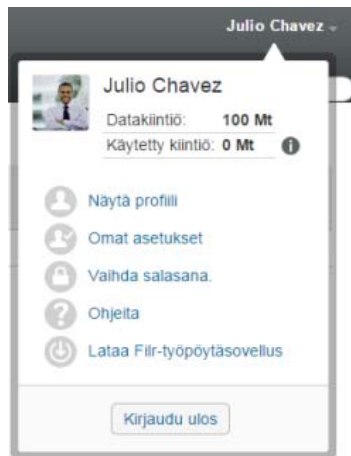 Julio Chavez
Julio Chavez
Datakiintiö: 100 Mt
Käytetty kiintiö: 0 Mt
Näytä profiili
Omat asetukset
Vaihda salasana.
Ohjeita
Lataa Filr-työpöytäsovellus
Kirjaudu ulos